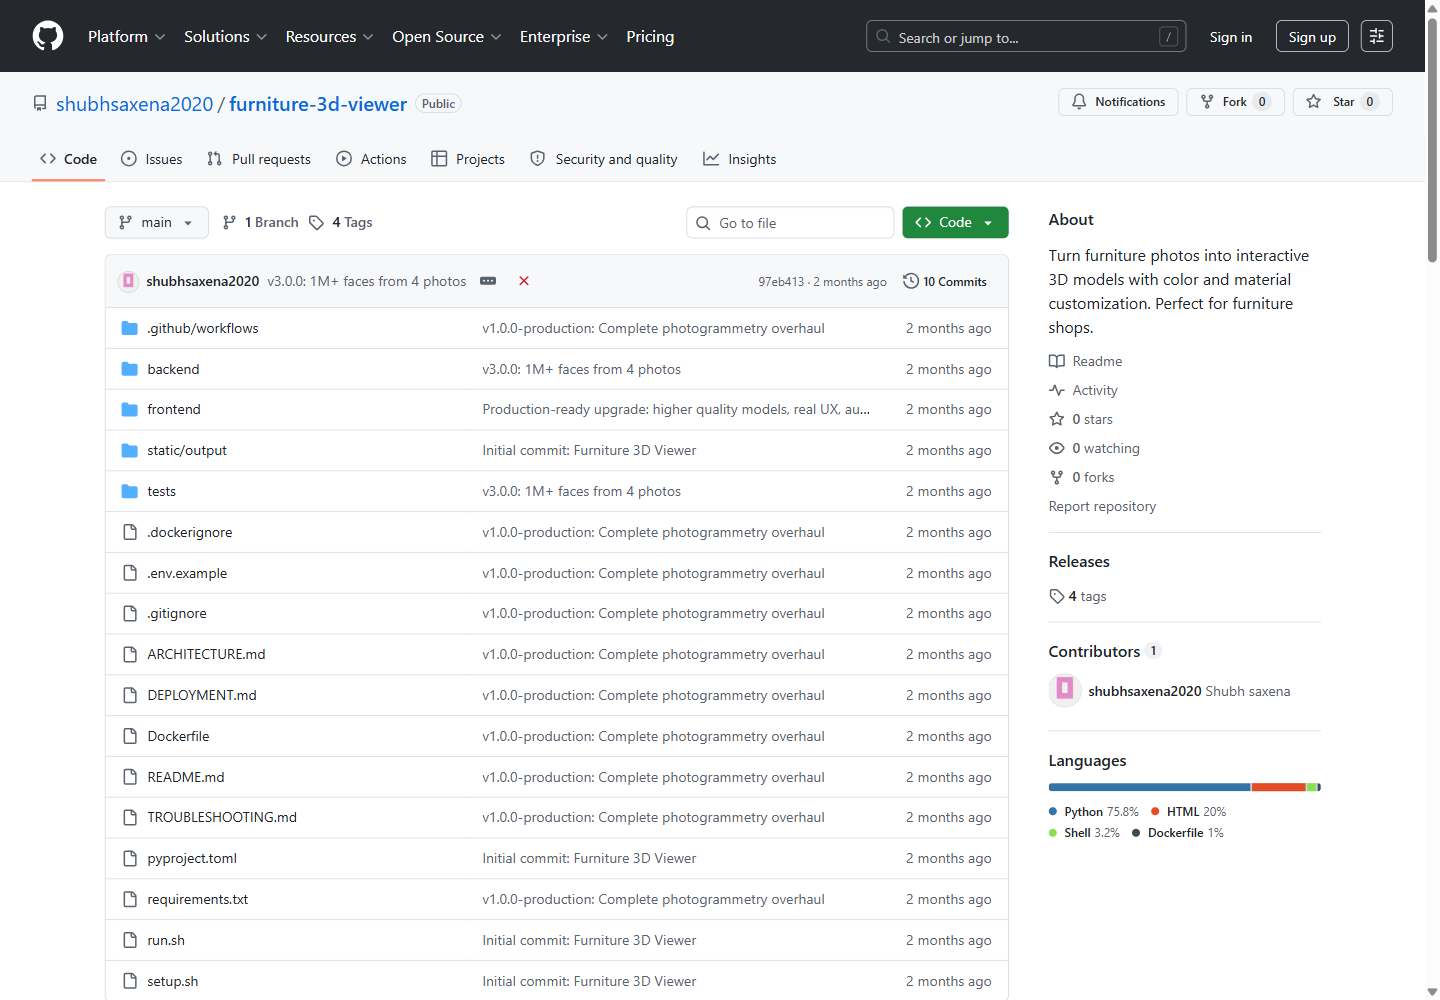 Platform Solutions Resources Open Source Enterprise Pricing Search or jump to... / Sign in Sign up
shubhsaxena2020 / furniture-3d-viewer Public Notifications Fork 0 Star 0
Code Issues Pull requests Actions Projects Security and quality Insights
main 1 Branch 4 Tags Go to file Code
shubhsaxena2020 v3.0.0: 1M+ faces from 4 photos 97eb413 · 2 months ago 10 Commits
.github/workflows v1.0.0-production: Complete photogrammetry overhaul 2 months ago
backend v3.0.0: 1M+ faces from 4 photos 2 months ago
frontend Production-ready upgrade: higher quality models, real UX, au... 2 months ago
static/output Initial commit: Furniture 3D Viewer 2 months ago
tests v3.0.0: 1M+ faces from 4 photos 2 months ago
.dockerignore v1.0.0-production: Complete photogrammetry overhaul 2 months ago
.env.example v1.0.0-production: Complete photogrammetry overhaul 2 months ago
.gitignore v1.0.0-production: Complete photogrammetry overhaul 2 months ago
ARCHITECTURE.md v1.0.0-production: Complete photogrammetry overhaul 2 months ago
DEPLOYMENT.md v1.0.0-production: Complete photogrammetry overhaul 2 months ago
Dockerfile v1.0.0-production: Complete photogrammetry overhaul 2 months ago
README.md v1.0.0-production: Complete photogrammetry overhaul 2 months ago
TROUBLESHOOTING.md v1.0.0-production: Complete photogrammetry overhaul 2 months ago
pyproject.toml Initial commit: Furniture 3D Viewer 2 months ago
requirements.txt v1.0.0-production: Complete photogrammetry overhaul 2 months ago
run.sh Initial commit: Furniture 3D Viewer 2 months ago
setup.sh Initial commit: Furniture 3D Viewer 2 months ago
About
Turn furniture photos into interactive
3D models with color and material
customization. Perfect for furniture
shops.
Readme
Activity
0 stars
0 watching
0 forks
Report repository
Releases
4 tags
Contributors 1
shubhsaxena2020 Shubh saxena
Languages
Python 75.8% HTML 20%
Shell 3.2% Dockerfile 1%